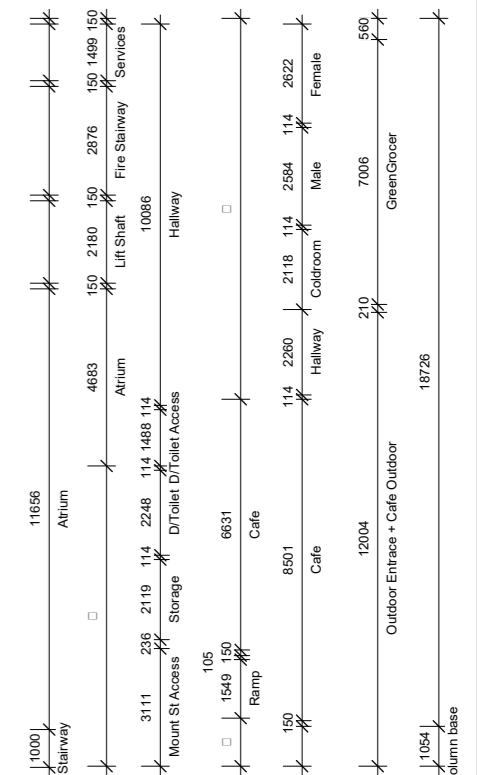 1000 11656
Stairway Atrium
4683 150 2180 150 2876 150 1499 150
Atrium Lift Shaft Fire Stairway Services
3111 236 2119 114 2248 114 1488 114 10086
Mount St Access Storage D/Toilet D/Toilet Access Hallway
105
1549 150 6631
Ramp Cafe
150 8501 114 2260 2118 114 2584 114 2622
Cafe Hallway Coldroom Male Female
12004 210 7006 560
Outdoor Entrace + Cafe Outdoor GreenGrocer
1054 18726
olumn base